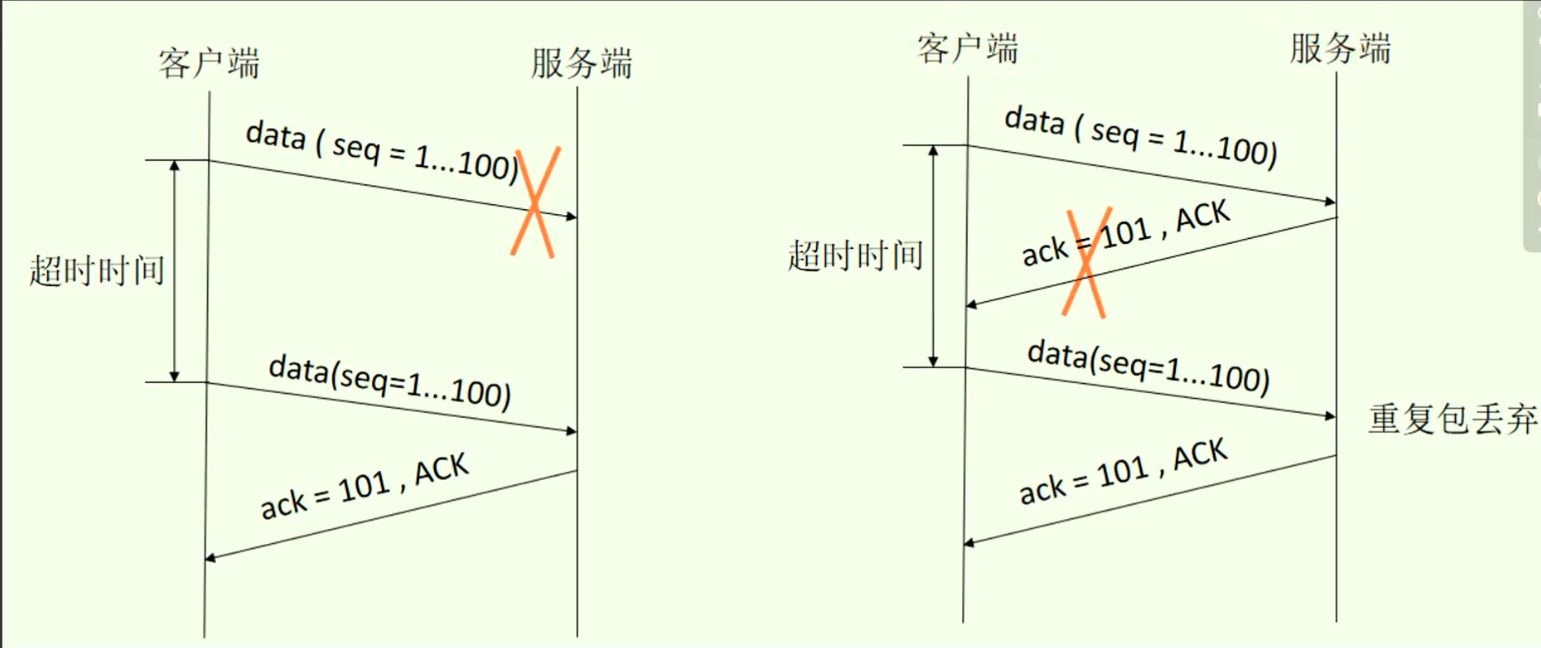 客户端
服务端
data ( seq = 1...100)
超时时间
data(seq=1...100)
ack = 101 , ACK
客户端
服务端
data ( seq = 1...100)
ack = 101 , ACK
超时时间
data(seq=1...100)
重复包丢弃
ack = 101 , ACK